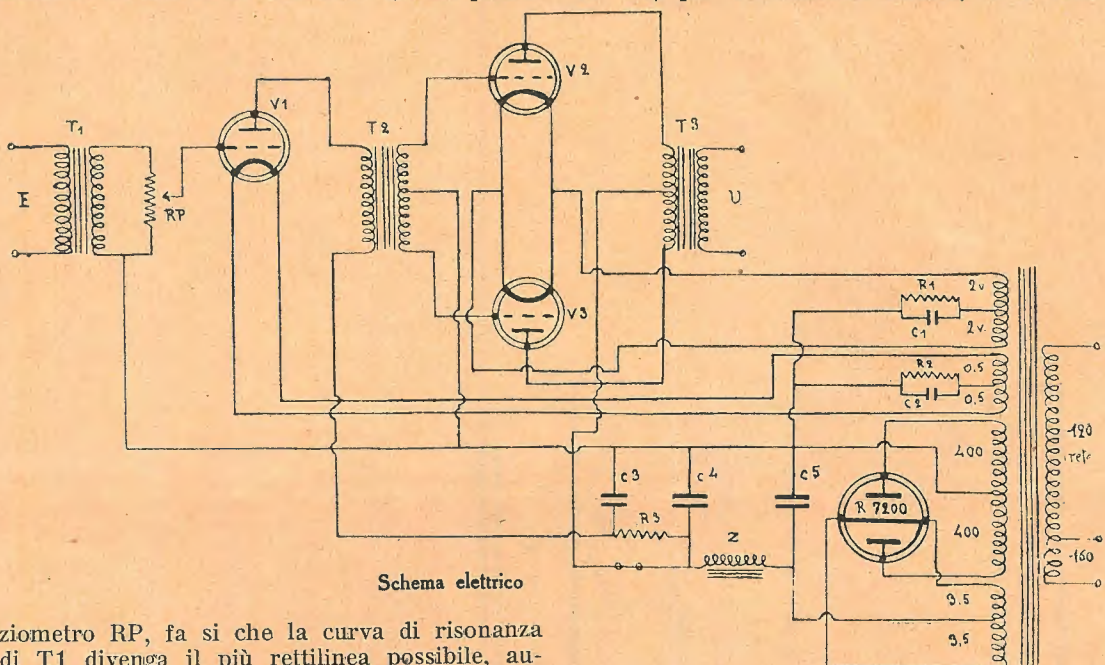 V2
V1
T1
T2
T3
E
RP
U
V3
R1
2v
C1
2v.
R2
0.5
C2
0.5
400
120
rete
C3
C4
C5
R 7200
R3
Z
400
160
3.5
Schema elettrico
3,5
ziometro RP, fa si che la curva di risonanza
di T1 divenga il più rettilinea possibile, au-